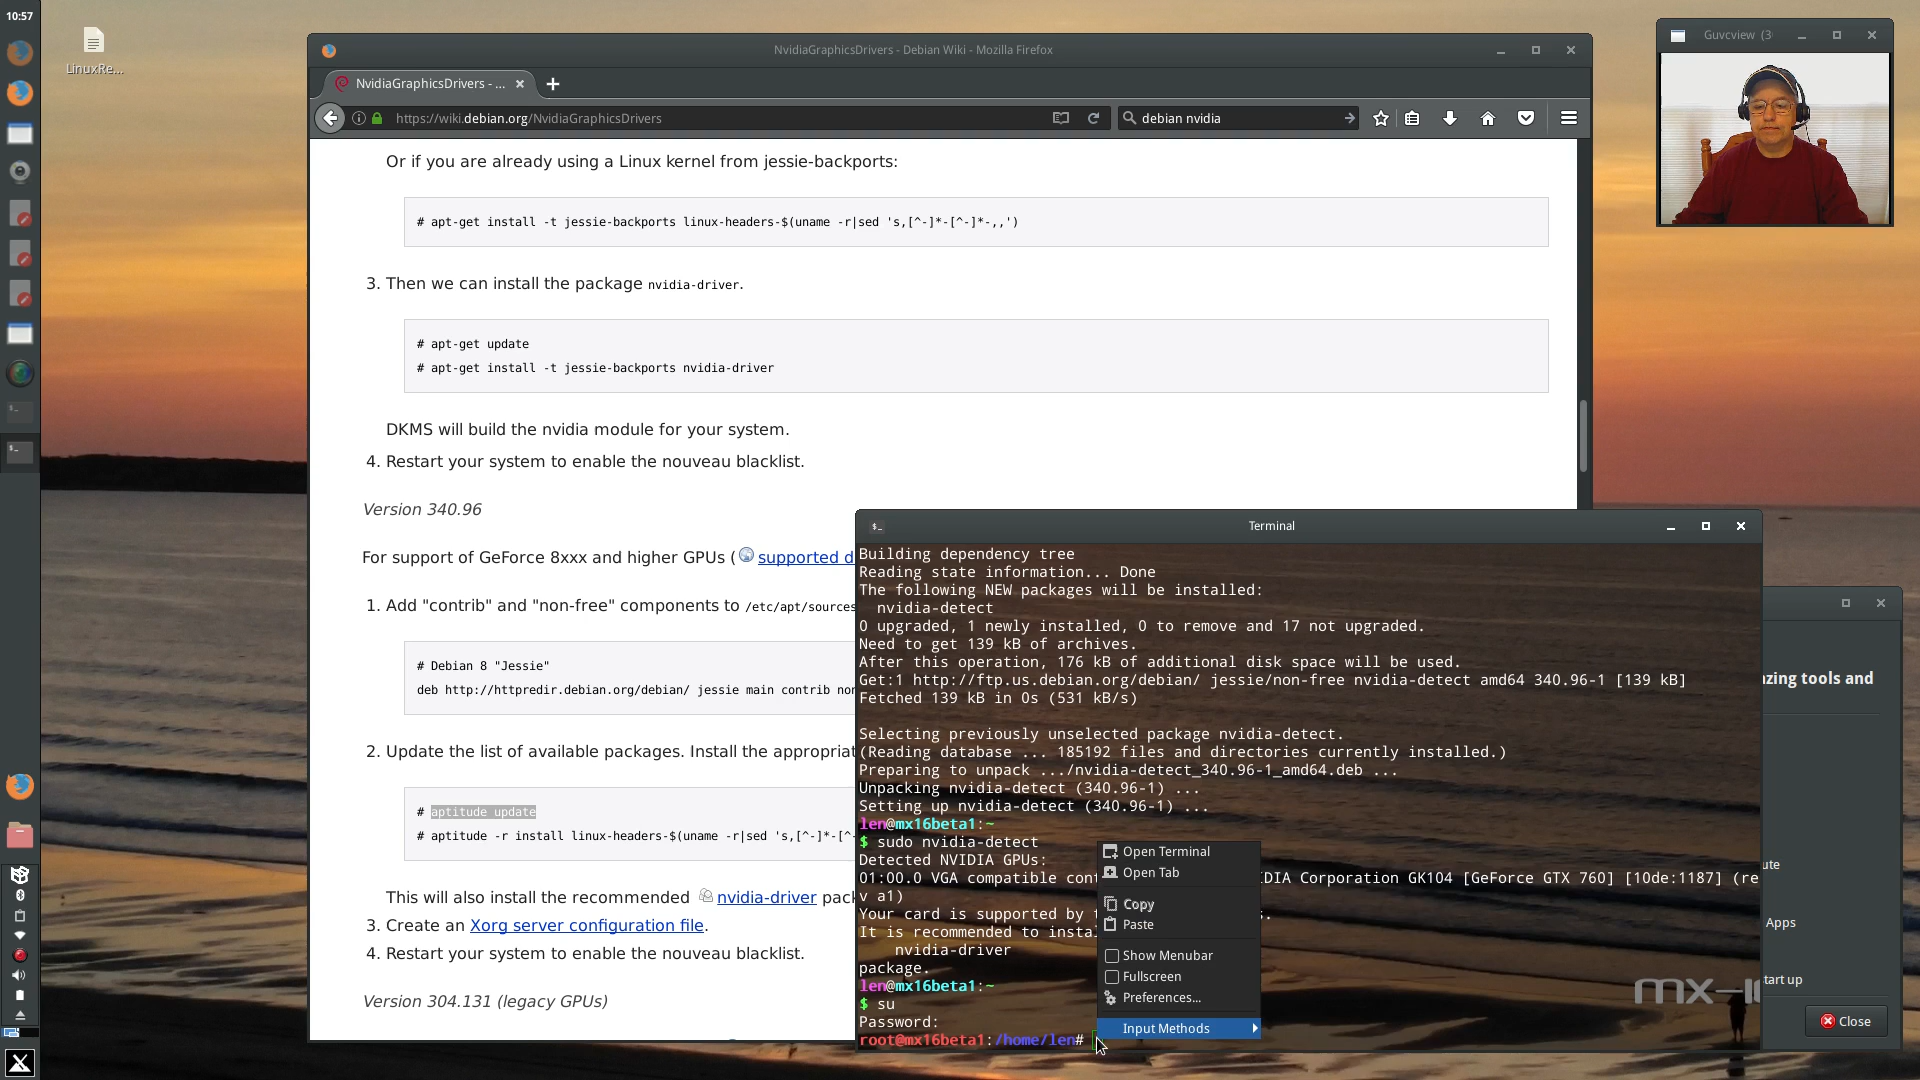 10:57
LinuxRe...
NvidiaGraphicsDrivers - Debian Wiki - Mozilla Firefox
NvidiaGraphicsDrivers - ...
https://wiki.debian.org/NvidiaGraphicsDrivers
debian nvidia
Or if you are already using a Linux kernel from jessie-backports:
# apt-get install -t jessie-backports linux-headers-$(uname -r|sed 's,[^-]*-[^-]*-,,')
3. Then we can install the package nvidia-driver.
# apt-get update
# apt-get install -t jessie-backports nvidia-driver
DKMS will build the nvidia module for your system.
4. Restart your system to enable the nouveau blacklist.
Version 340.96
For support of GeForce 8xxx and higher GPUs ( supported d
1. Add "contrib" and "non-free" components to /etc/apt/sources
# Debian 8 "Jessie"
deb http://httpredir.debian.org/debian/ jessie main contrib non
2. Update the list of available packages. Install the appropriat
# aptitude update
# aptitude -r install linux-headers-$(uname -r|sed 's,[^-]*-[^-
This will also install the recommended nvidia-driver pack
3. Create an Xorg server configuration file.
4. Restart your system to enable the nouveau blacklist.
Version 304.131 (legacy GPUs)
Guvcview (3
Terminal
Building dependency tree
Reading state information... Done
The following NEW packages will be installed:
nvidia-detect
0 upgraded, 1 newly installed, 0 to remove and 17 not upgraded.
Need to get 139 kB of archives.
After this operation, 176 kB of additional disk space will be used.
Get:1 http://ftp.us.debian.org/debian/ jessie/non-free nvidia-detect amd64 340.96-1 [139 kB]
Fetched 139 kB in 0s (531 kB/s)
Selecting previously unselected package nvidia-detect.
(Reading database ... 185192 files and directories currently installed.)
Preparing to unpack .../nvidia-detect_340.96-1_amd64.deb ...
Unpacking nvidia-detect (340.96-1) ...
Setting up nvidia-detect (340.96-1) ...
len@mx16beta1:~
$ sudo nvidia-detect
Detected NVIDIA GPUs:
01:00.0 VGA compatible con IDIA Corporation GK104 [GeForce GTX 760] [10de:1187] (re
v a1)
Your card is supported by s.
It is recommended to insta
nvidia-driver
package.
len@mx16beta1:~
$ su
Password:
root@mx16beta1:/home/len#
Open Terminal
Open Tab
Copy
Paste
Show Menubar
Fullscreen
Preferences...
Input Methods
zing tools and
ute
Apps
tart up
mx-1
Close